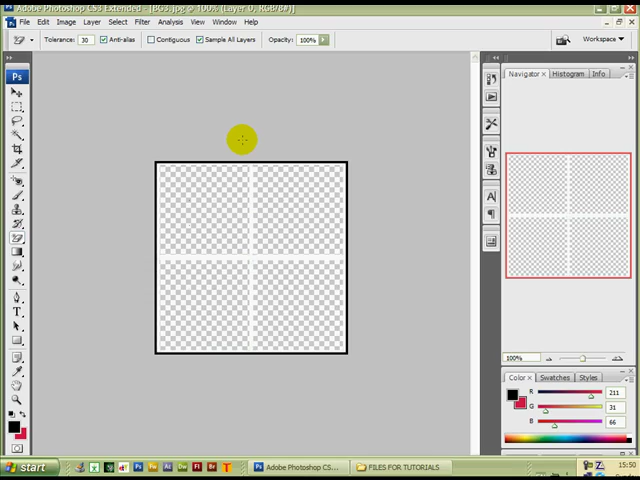 Adobe Photoshop CS3 Extended - [BG3.jpg @ 100% (Layer 0, RGB/8#)]
File Edit Image Layer Select Filter Analysis View Window Help
Tolerance: 30 Anti-alias Contiguous Sample All Layers Opacity: 100% Workspace
Ps
Navigator × Histogram Info
100%
Color × Swatches Styles
R 211
G 31
B 66
start Adobe Photoshop CS3... FILES FOR TUTORIALS 15:50